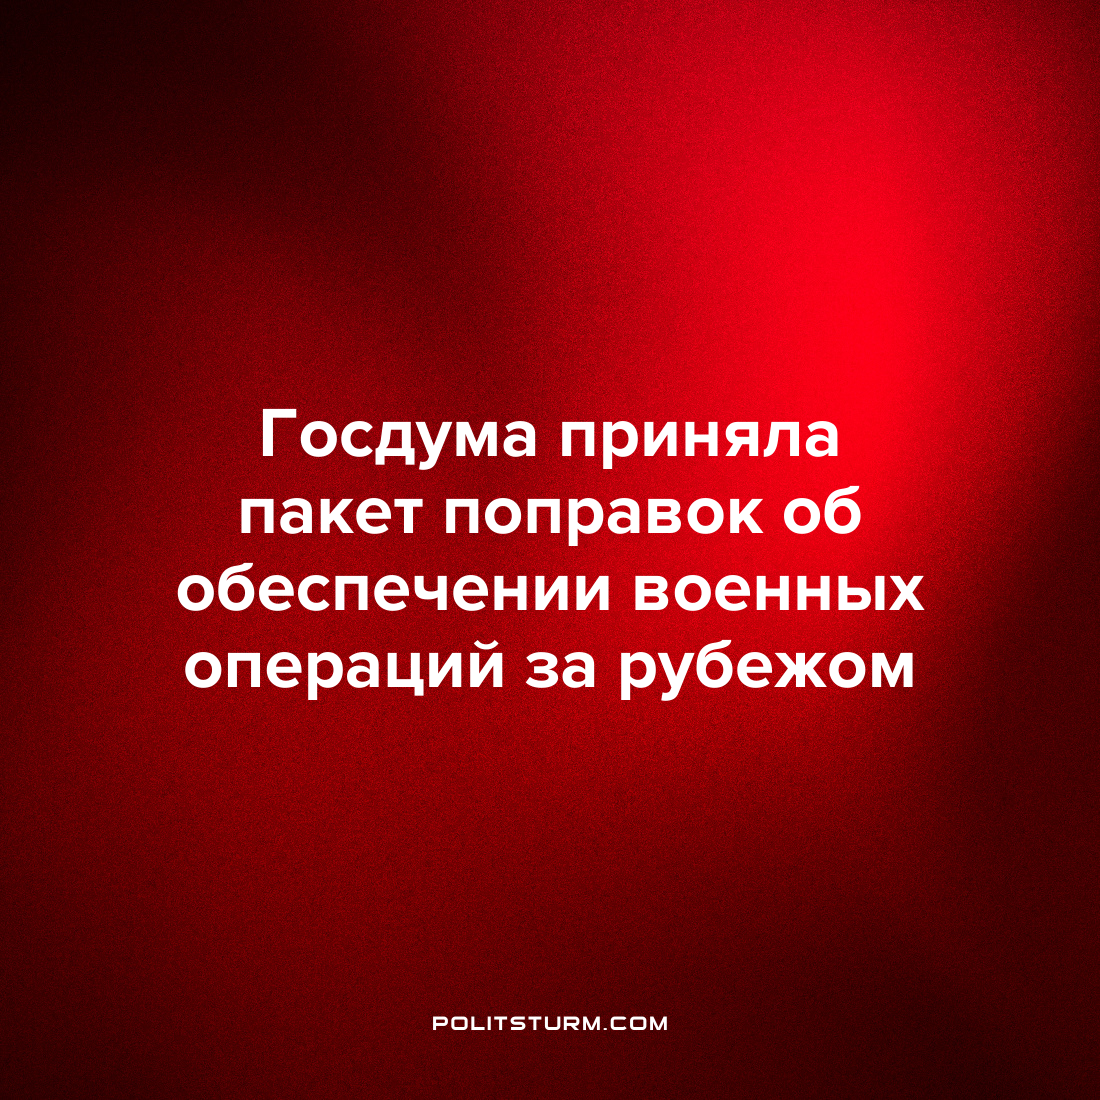 Госдума приняла
пакет поправок об
обеспечении военных
операций за рубежом
POLITSTURM.COM